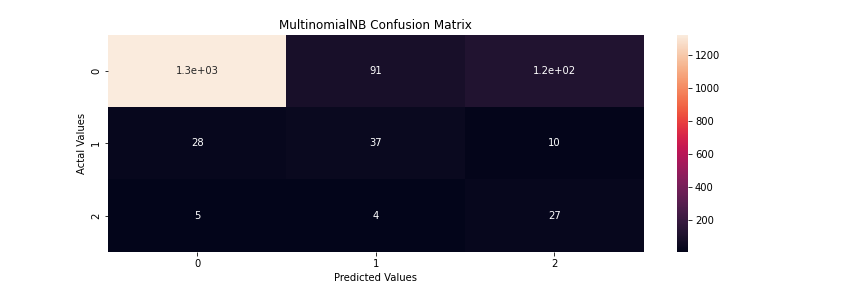 MultinomialNB Confusion Matrix
Actal Values
0 1.3e+03 91 1.2e+02
1 28 37 10
2 5 4 27
0 1 2
Predicted Values
1200
1000
800
600
400
200